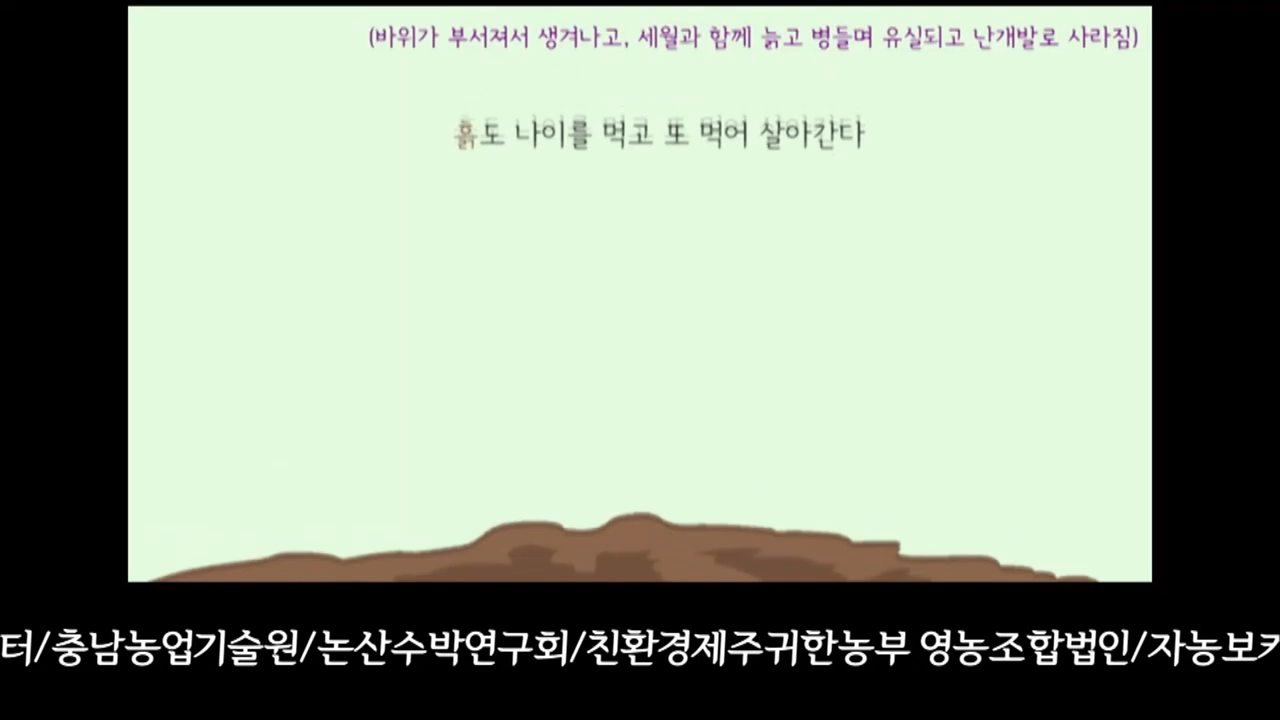 (바위가 부서져서 생겨나고, 세월과 함께 늙고 병들며 유실되고 난개발로 사라짐)
흙도 나이를 먹고 또 먹어 살아간다
터/충남농업기술원/논산수박연구회/친환경제주귀한농부 영농조합법인/자농보카